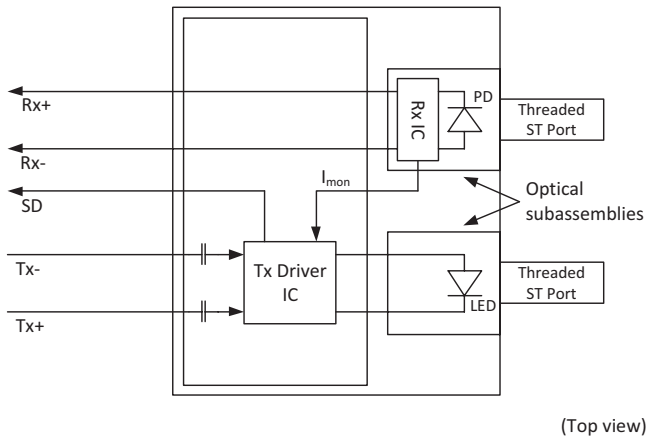 Rx+
Rx-
SD
Tx-
Tx+
Rx IC
PD
Threaded
ST Port
I_mon
Optical
subassemblies
Tx Driver
IC
LED
Threaded
ST Port
(Top view)